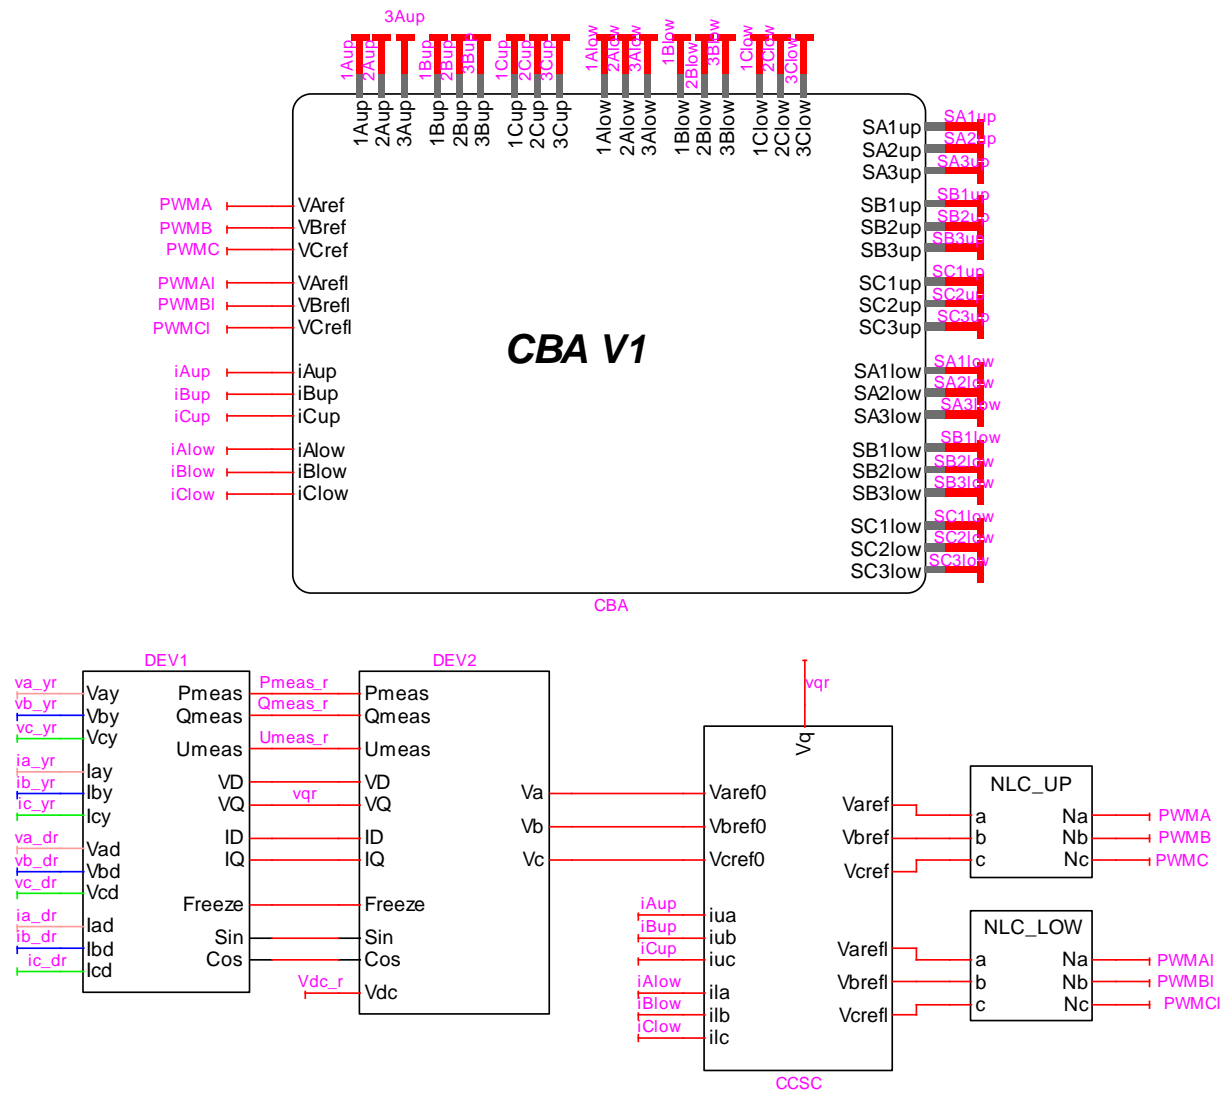 3Aup
1Aup
2Aup
1Bup
2Bup
3Bup
1Cup
2Cup
3Cup
1Alow
2Alow
3Alow
1Blow
2Blow
3Blow
1Clow
2Clow
3Clow
1Aup
2Aup
3Aup
1Bup
2Bup
3Bup
1Cup
2Cup
3Cup
1Alow
2Alow
3Alow
1Blow
2Blow
3Blow
1Clow
2Clow
3Clow
SA1up SA1up
SA2up SA2up
SA3up SA3up
SB1up SB1up
SB2up SB2up
SB3up SB3up
SC1up SC1up
SC2up SC2up
SC3up SC3up
SA1low SA1low
SA2low SA2low
SA3low SA3low
SB1low SB1low
SB2low SB2low
SB3low SB3low
SC1low SC1low
SC2low SC2low
SC3low SC3low
PWMA VAref
PWMB VBref
PWMC VCref
PWMAl VArefl
PWMBl VBrefl
PWMCl VCrefl
iAup iAup
iBup iBup
iCup iCup
iAlow iAlow
iBlow iBlow
iClow iClow
CBA V1
CBA
DEV1
va_yr Vay
vb_yr Vby
vc_yr Vcy
ia_yr Iay
ib_yr Iby
ic_yr Icy
va_dr Vad
vb_dr Vbd
vc_dr Vcd
ia_dr Iad
ib_dr Ibd
ic_dr Icd
Pmeas Pmeas_r
Qmeas Qmeas_r
Umeas Umeas_r
VD
VQ vqr
ID
IQ
Freeze
Sin
Cos
DEV2
Pmeas
Qmeas
Umeas
VD
VQ
ID
IQ
Freeze
Sin
Cos
Vdc_r Vdc
Va
Vb
Vc
vqr
Vq
Varef0
Vbref0
Vcref0
iAup iua
iBup iub
iCup iuc
iAlow ila
iBlow ilb
iClow ilc
Varef
Vbref
Vcref
Varefl
Vbrefl
Vcrefl
CCSC
NLC_UP
a Na PWMA
b Nb PWMB
c Nc PWMC
NLC_LOW
a Na PWMAl
b Nb PWMBl
c Nc PWMCl